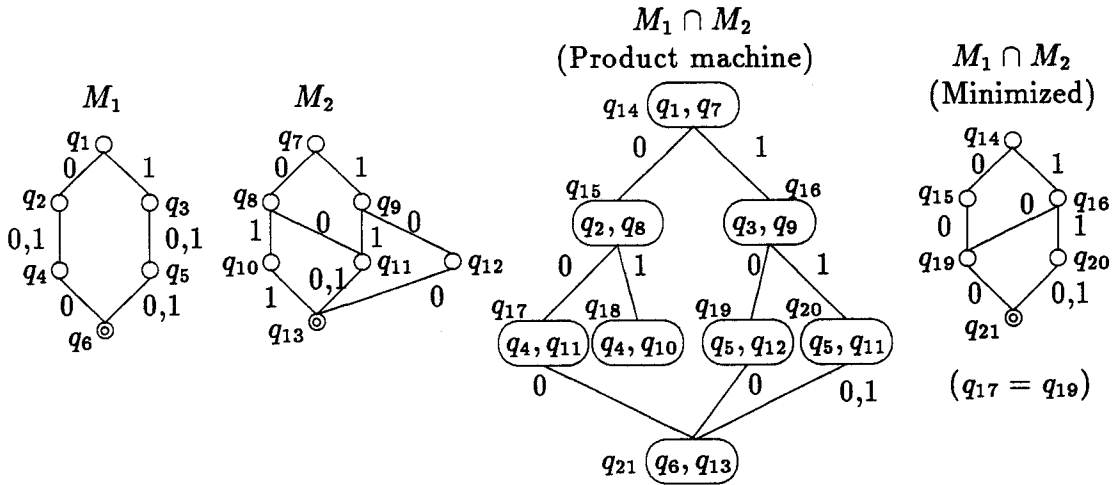 M₁ ∩ M₂
(Product machine)
M₁ ∩ M₂
(Minimized)
M₁
M₂
q₁
0
1
q₂
q₃
0,1
0,1
q₄
q₅
0
0,1
q₆
q₇
0
1
q₈
q₉
1
0
1
0
q₁₀
q₁₁
q₁₂
1
0,1
0
q₁₃
q₁₄
q₁, q₇
0
1
q₁₅
q₁₆
q₂, q₈
q₃, q₉
0
1
0
1
q₁₇
q₁₈
q₁₉
q₂₀
q₄, q₁₁
q₄, q₁₀
q₅, q₁₂
q₅, q₁₁
0
0
0,1
q₂₁
q₆, q₁₃
q₁₄
0
1
q₁₅
q₁₆
0
0
1
q₁₉
q₂₀
0
0,1
q₂₁
(q₁₇ = q₁₉)